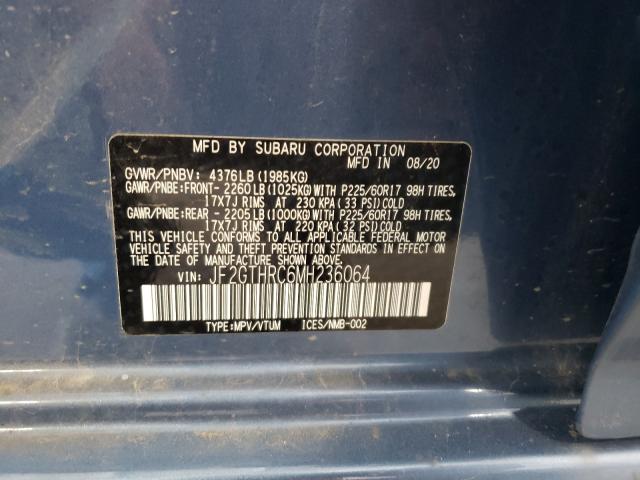 MFD BY SUBARU CORPORATION
MFD IN 08/20
GVWR/PNBV: 4376LB (1985KG)
GAWR/PNBE: FRONT- 2260LB (1025KG) WITH P225/60R17 98H TIRES,
17X7J RIMS AT 230 KPA (33 PSI) COLD
GAWR/PNBE: REAR - 2205LB (1000KG) WITH P225/60R17 98H TIRES,
17X7J RIMS AT 220 KPA (32 PSI) COLD
THIS VEHICLE CONFORMS TO ALL APPLICABLE FEDERAL MOTOR
VEHICLE SAFETY AND THEFT PREVENTION STANDARDS IN EFFECT
ON THE DATE OF MANUFACTURE SHOWN ABOVE.
VIN: JF2GTHRC6MH236064
TYPE:MPV/VTUM ICES/NMB-002